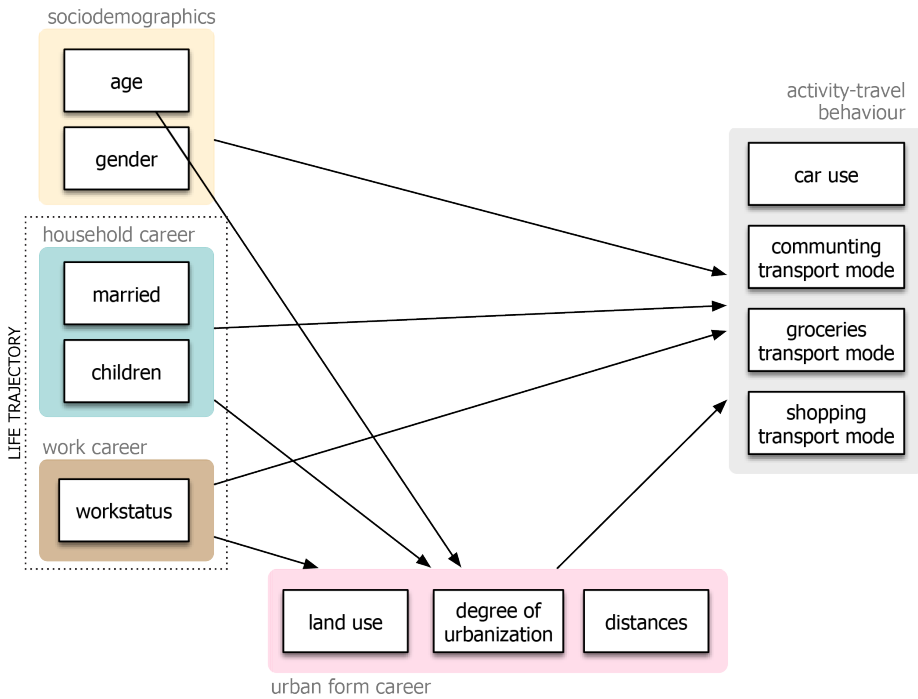 sociodemographics
age
gender
household career
married
children
LIFE TRAJECTORY
work career
workstatus
activity-travel
behaviour
car use
communting
transport mode
groceries
transport mode
shopping
transport mode
land use
degree of
urbanization
distances
urban form career